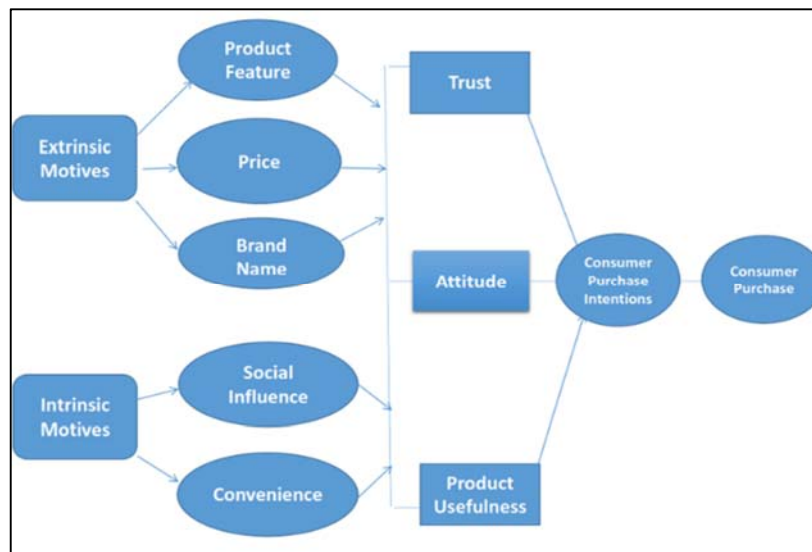 Product
Feature
Extrinsic
Motives
Price
Brand
Name
Intrinsic
Motives
Social
Influence
Convenience
Trust
Attitude
Product
Usefulness
Consumer
Purchase
Intentions
Consumer
Purchase